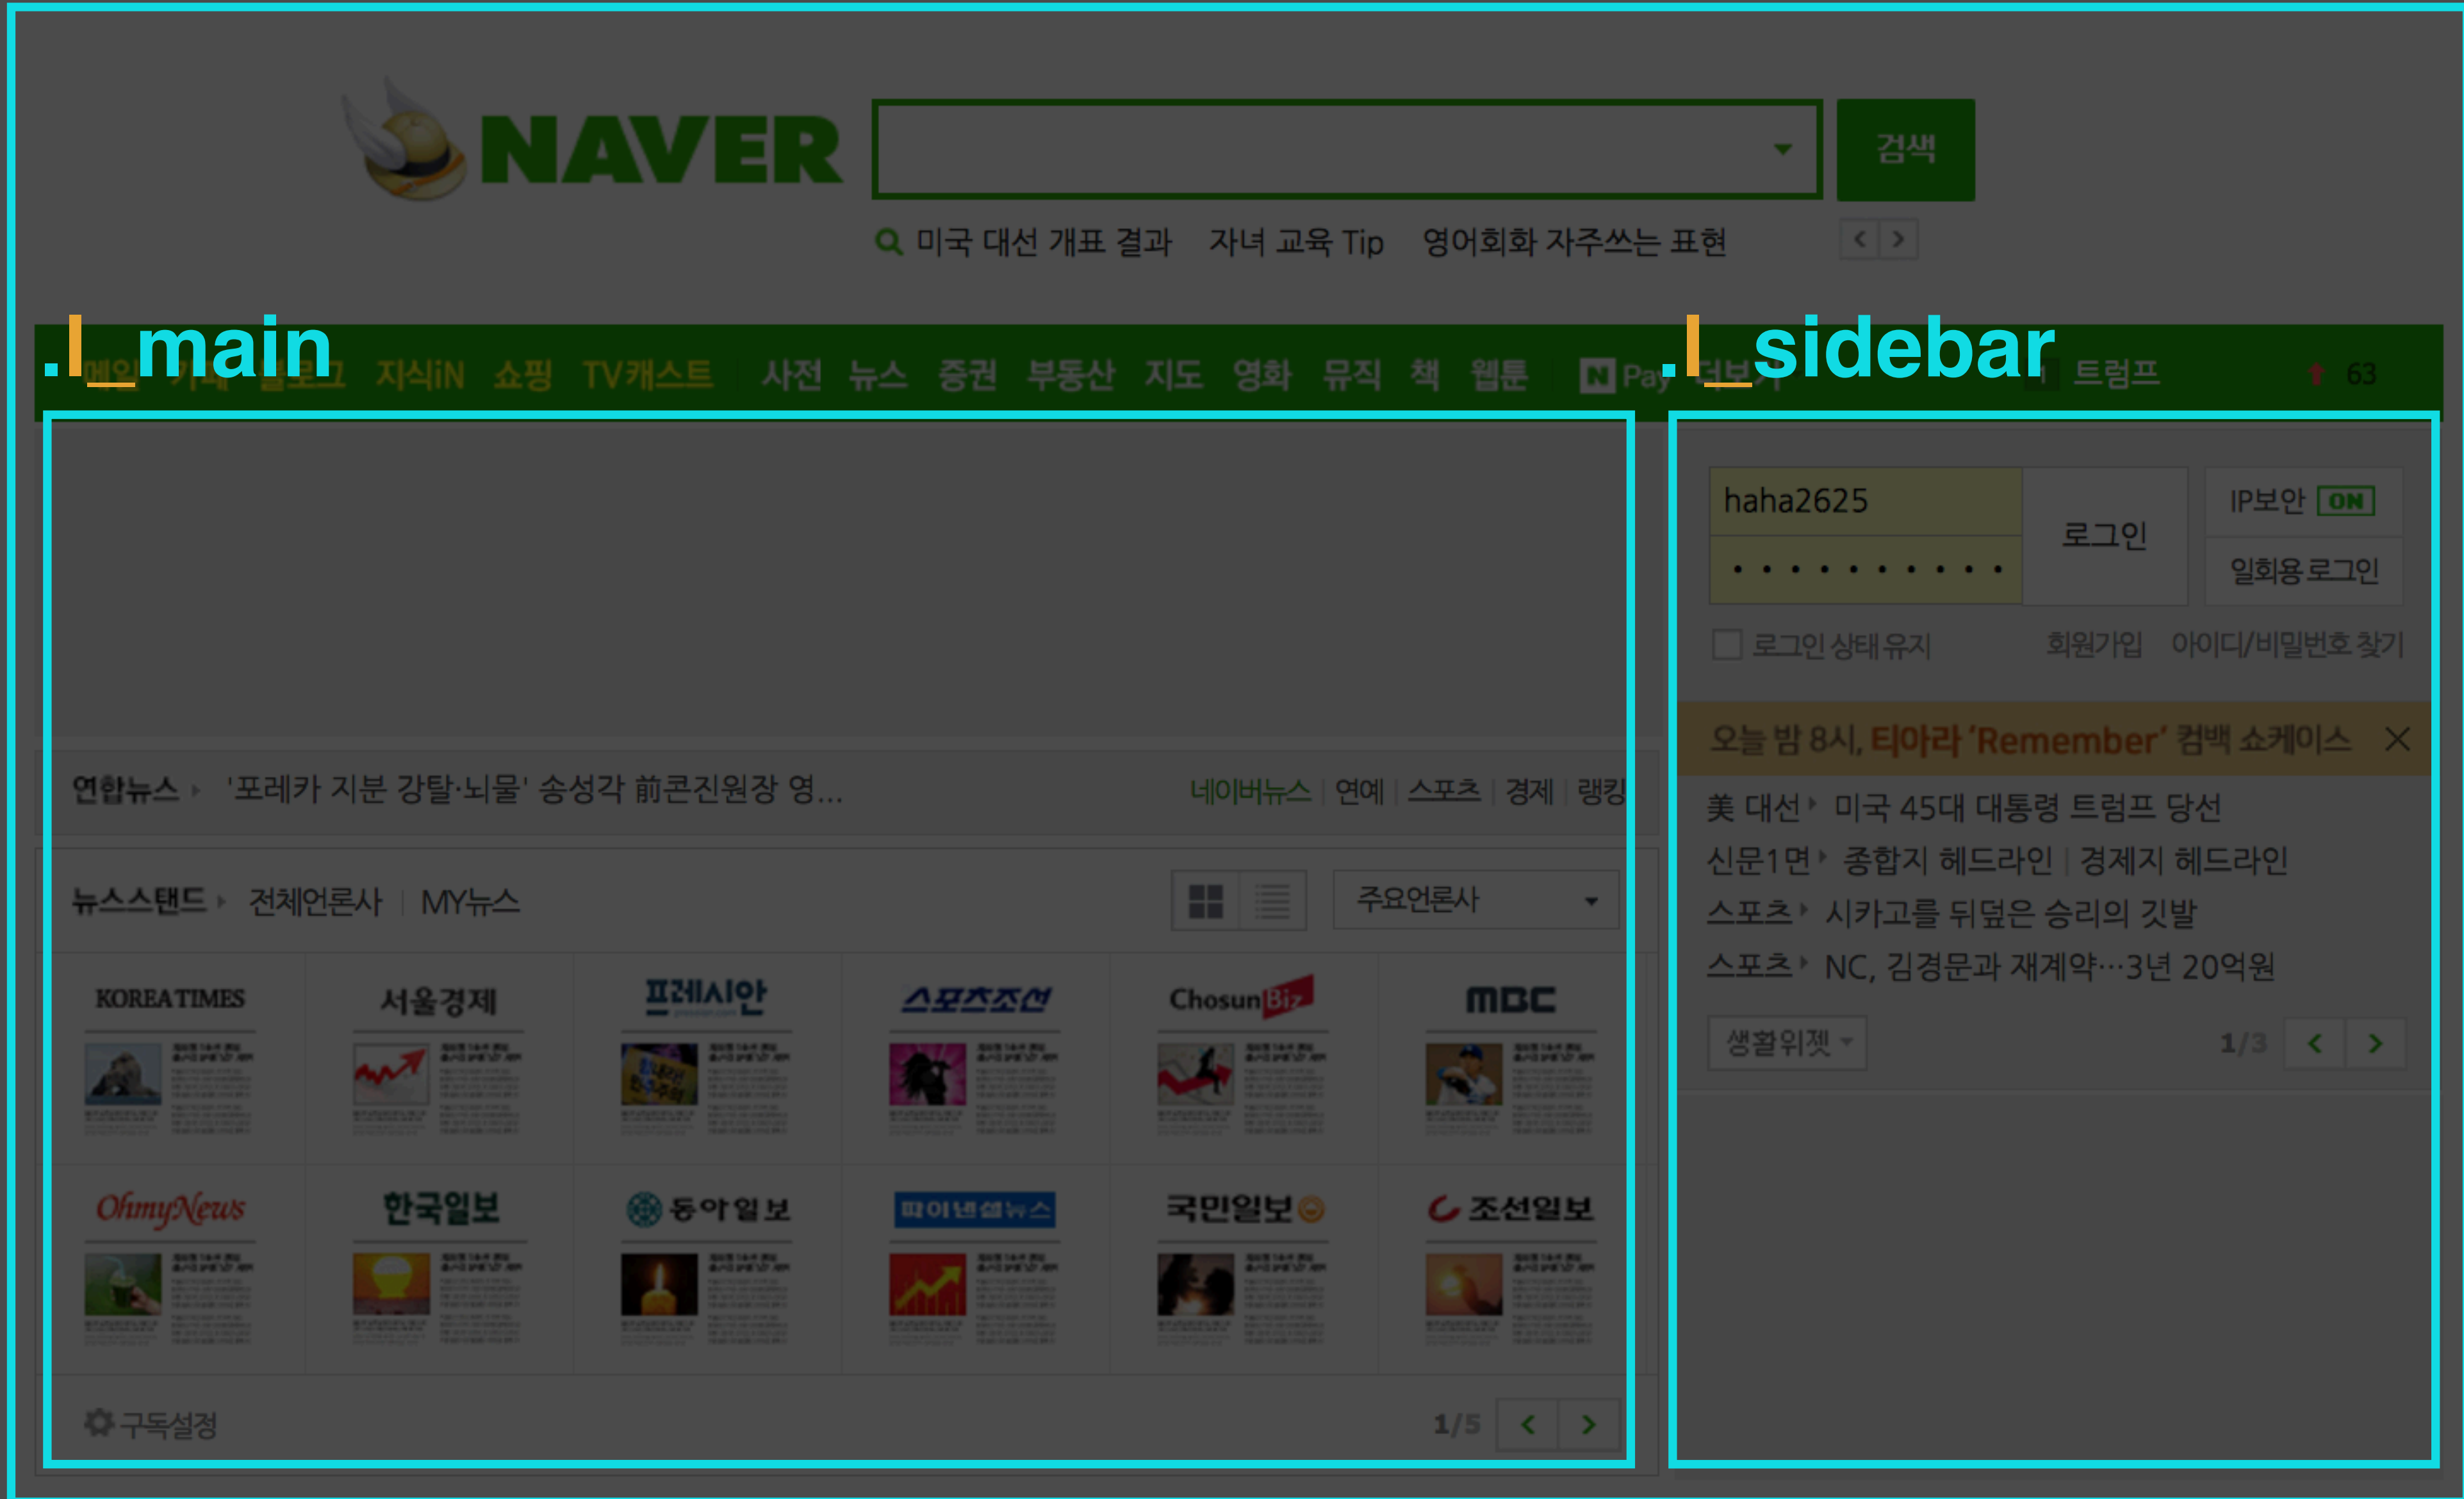 NAVER
검색
미국 대선 개표 결과 자녀 교육 Tip 영어회화 자주쓰는 표현
.l_main
.l_sidebar
메일 카페 블로그 지식iN 쇼핑 TV캐스트 사전 뉴스 증권 부동산 지도 영화 뮤직 책 웹툰 N Pay 더보기 1 트럼프 63
haha2625
로그인
IP보안 ON
일회용 로그인
로그인 상태 유지 회원가입 아이디/비밀번호 찾기
오늘 밤 8시, 티아라 ‘Remember’ 컴백 쇼케이스
연합뉴스 '포레카 지분 강탈·뇌물' 송성각 前콘진원장 영...
네이버뉴스 연예 스포츠 경제 랭킹
美 대선 미국 45대 대통령 트럼프 당선
신문1면 종합지 헤드라인 경제지 헤드라인
스포츠 시카고를 뒤덮은 승리의 깃발
스포츠 NC, 김경문과 재계약…3년 20억원
생활위젯 1/3
뉴스스탠드 전체언론사 MY뉴스
주요언론사
KOREA TIMES 서울경제 프레시안 스포츠조선 ChosunBiz MBC
OhmyNews 한국일보 동아일보 파이낸셜뉴스 국민일보 조선일보
구독설정
1/5